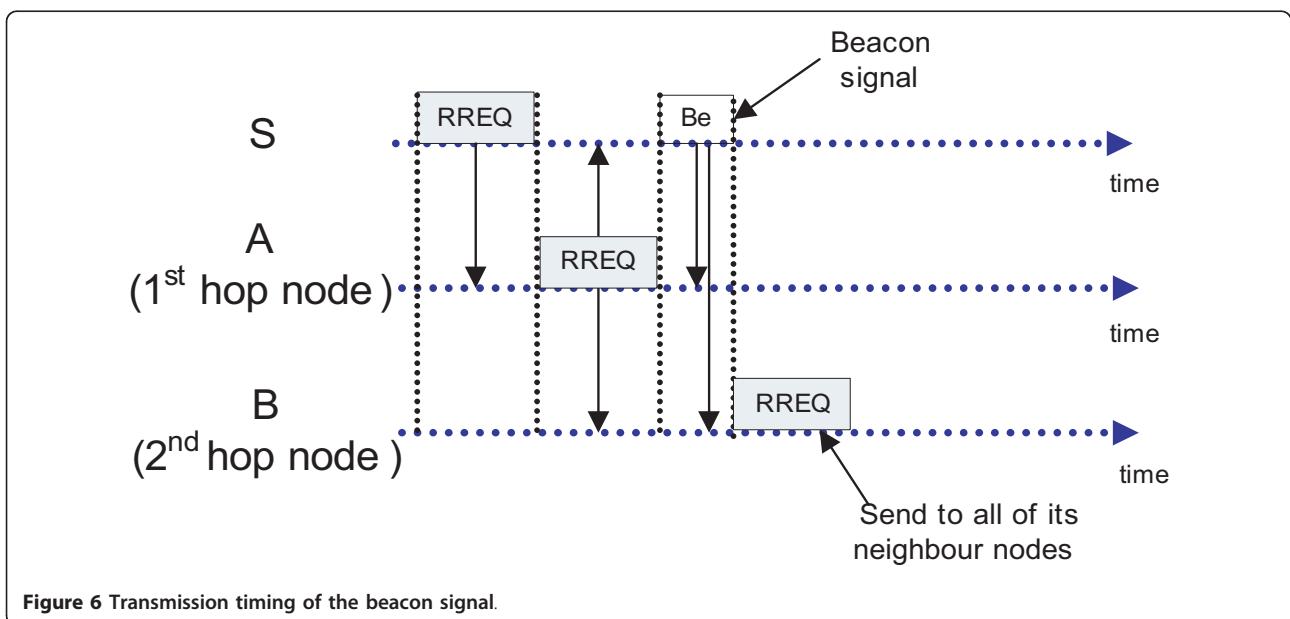 Beacon
signal
RREQ
Be
S
time
A
(1st hop node )
RREQ
time
B
(2nd hop node )
RREQ
time
Send to all of its
neighbour nodes
Figure 6 Transmission timing of the beacon signal.